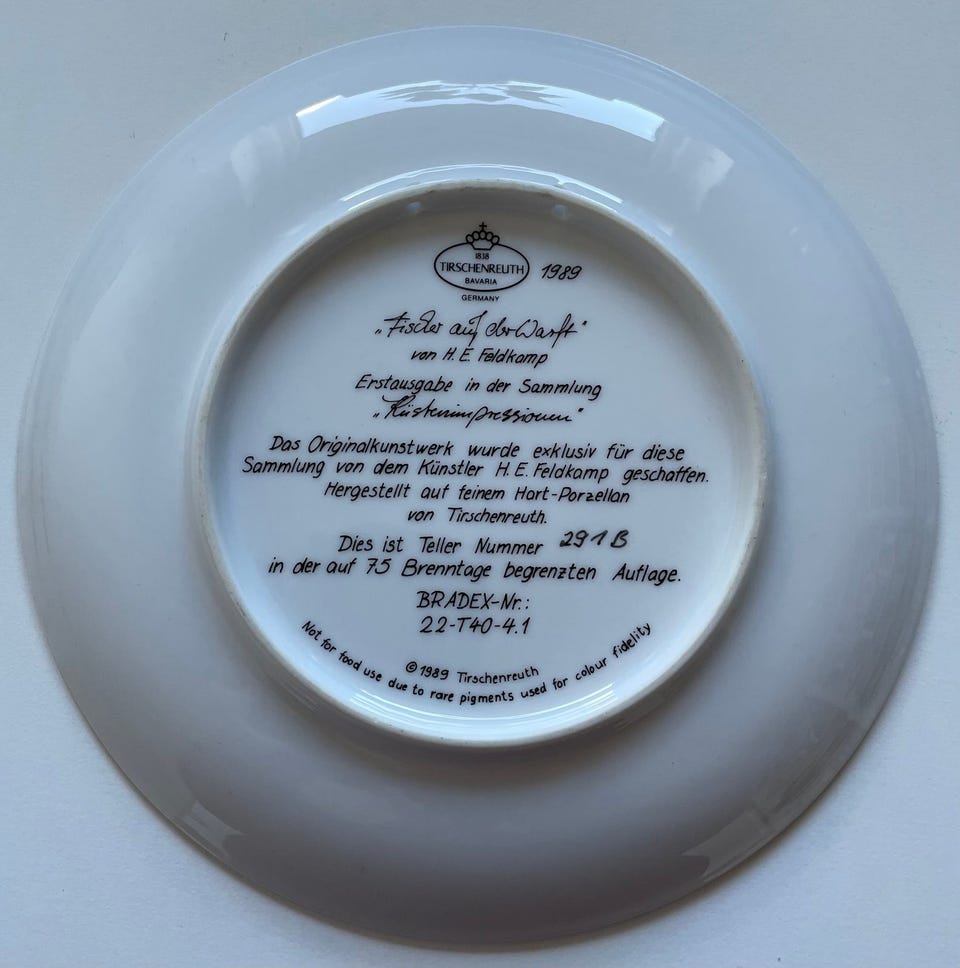 1838
TIRSCHENREUTH
BAVARIA
GERMANY
1989
„Fischer auf der Warft"
von H. E. Feldkamp
Erstausgabe in der Sammlung
„Küstenimpressionen"
Das Originalkunstwerk wurde exklusiv für diese
Sammlung von dem Künstler H. E. Feldkamp geschaffen.
Hergestellt auf feinem Hart-Porzellan
von Tirschenreuth.
Dies ist Teller Nummer 291B
in der auf 75 Brenntage begrenzten Auflage.
BRADEX-Nr.:
22-T40-4.1
© 1989 Tirschenreuth
Not for food use due to rare pigments used for colour fidelity